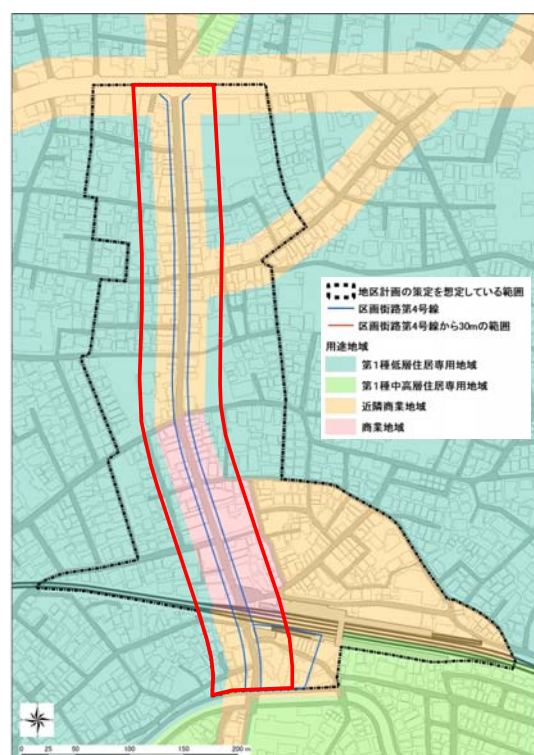 地区計画の策定を想定している範囲
区画街路第4号線
区画街路第4号線から30mの範囲
用途地域
第1種低層住居専用地域
第1種中高層住居専用地域
近隣商業地域
商業地域
0 25 50 100 150 200 m